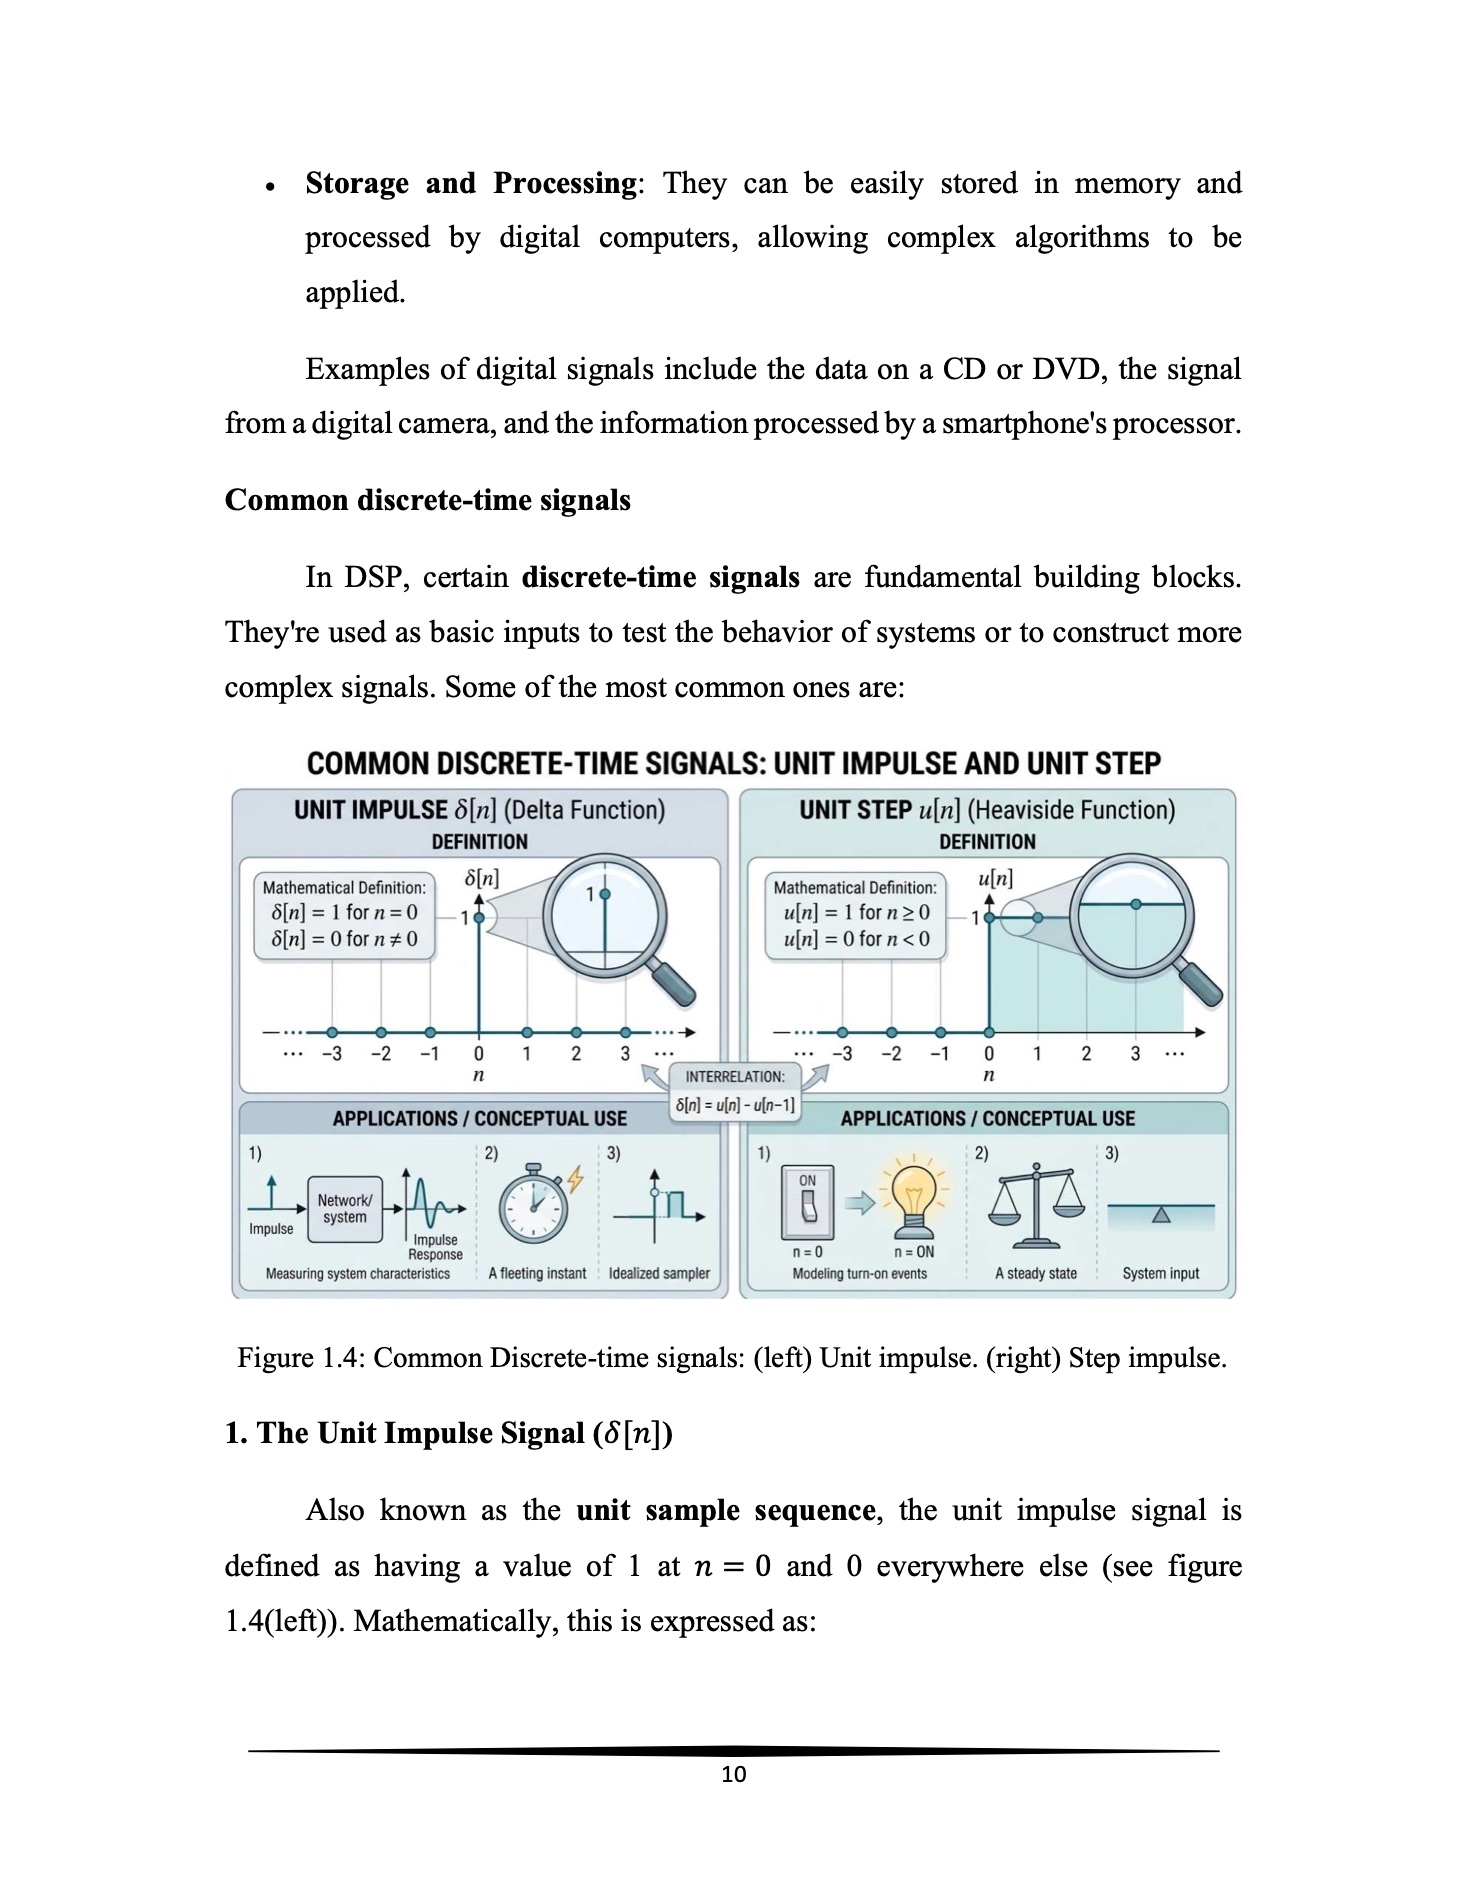 • Storage and Processing: They can be easily stored in memory and
processed by digital computers, allowing complex algorithms to be
applied.
Examples of digital signals include the data on a CD or DVD, the signal
from a digital camera, and the information processed by a smartphone's processor.
Common discrete-time signals
In DSP, certain discrete-time signals are fundamental building blocks.
They're used as basic inputs to test the behavior of systems or to construct more
complex signals. Some of the most common ones are:
COMMON DISCRETE-TIME SIGNALS: UNIT IMPULSE AND UNIT STEP
UNIT IMPULSE δ[n] (Delta Function)
DEFINITION
Mathematical Definition:
δ[n] = 1 for n = 0
δ[n] = 0 for n ≠ 0
δ[n]
1
1
... −3 −2 −1 0 1 2 3 ...
n
UNIT STEP u[n] (Heaviside Function)
DEFINITION
Mathematical Definition:
u[n] = 1 for n ≥ 0
u[n] = 0 for n < 0
u[n]
1
... −3 −2 −1 0 1 2 3 ...
n
INTERRELATION:
δ[n] = u[n] - u[n−1]
APPLICATIONS / CONCEPTUAL USE
1)
Impulse
Network/
system
Impulse
Response
Measuring system characteristics
2)
A fleeting instant
3)
Idealized sampler
APPLICATIONS / CONCEPTUAL USE
1)
ON
n = 0
n = ON
Modeling turn-on events
2)
A steady state
3)
System input
Figure 1.4: Common Discrete-time signals: (left) Unit impulse. (right) Step impulse.
1. The Unit Impulse Signal (δ[n])
Also known as the unit sample sequence, the unit impulse signal is
defined as having a value of 1 at n = 0 and 0 everywhere else (see figure
1.4(left)). Mathematically, this is expressed as:
10